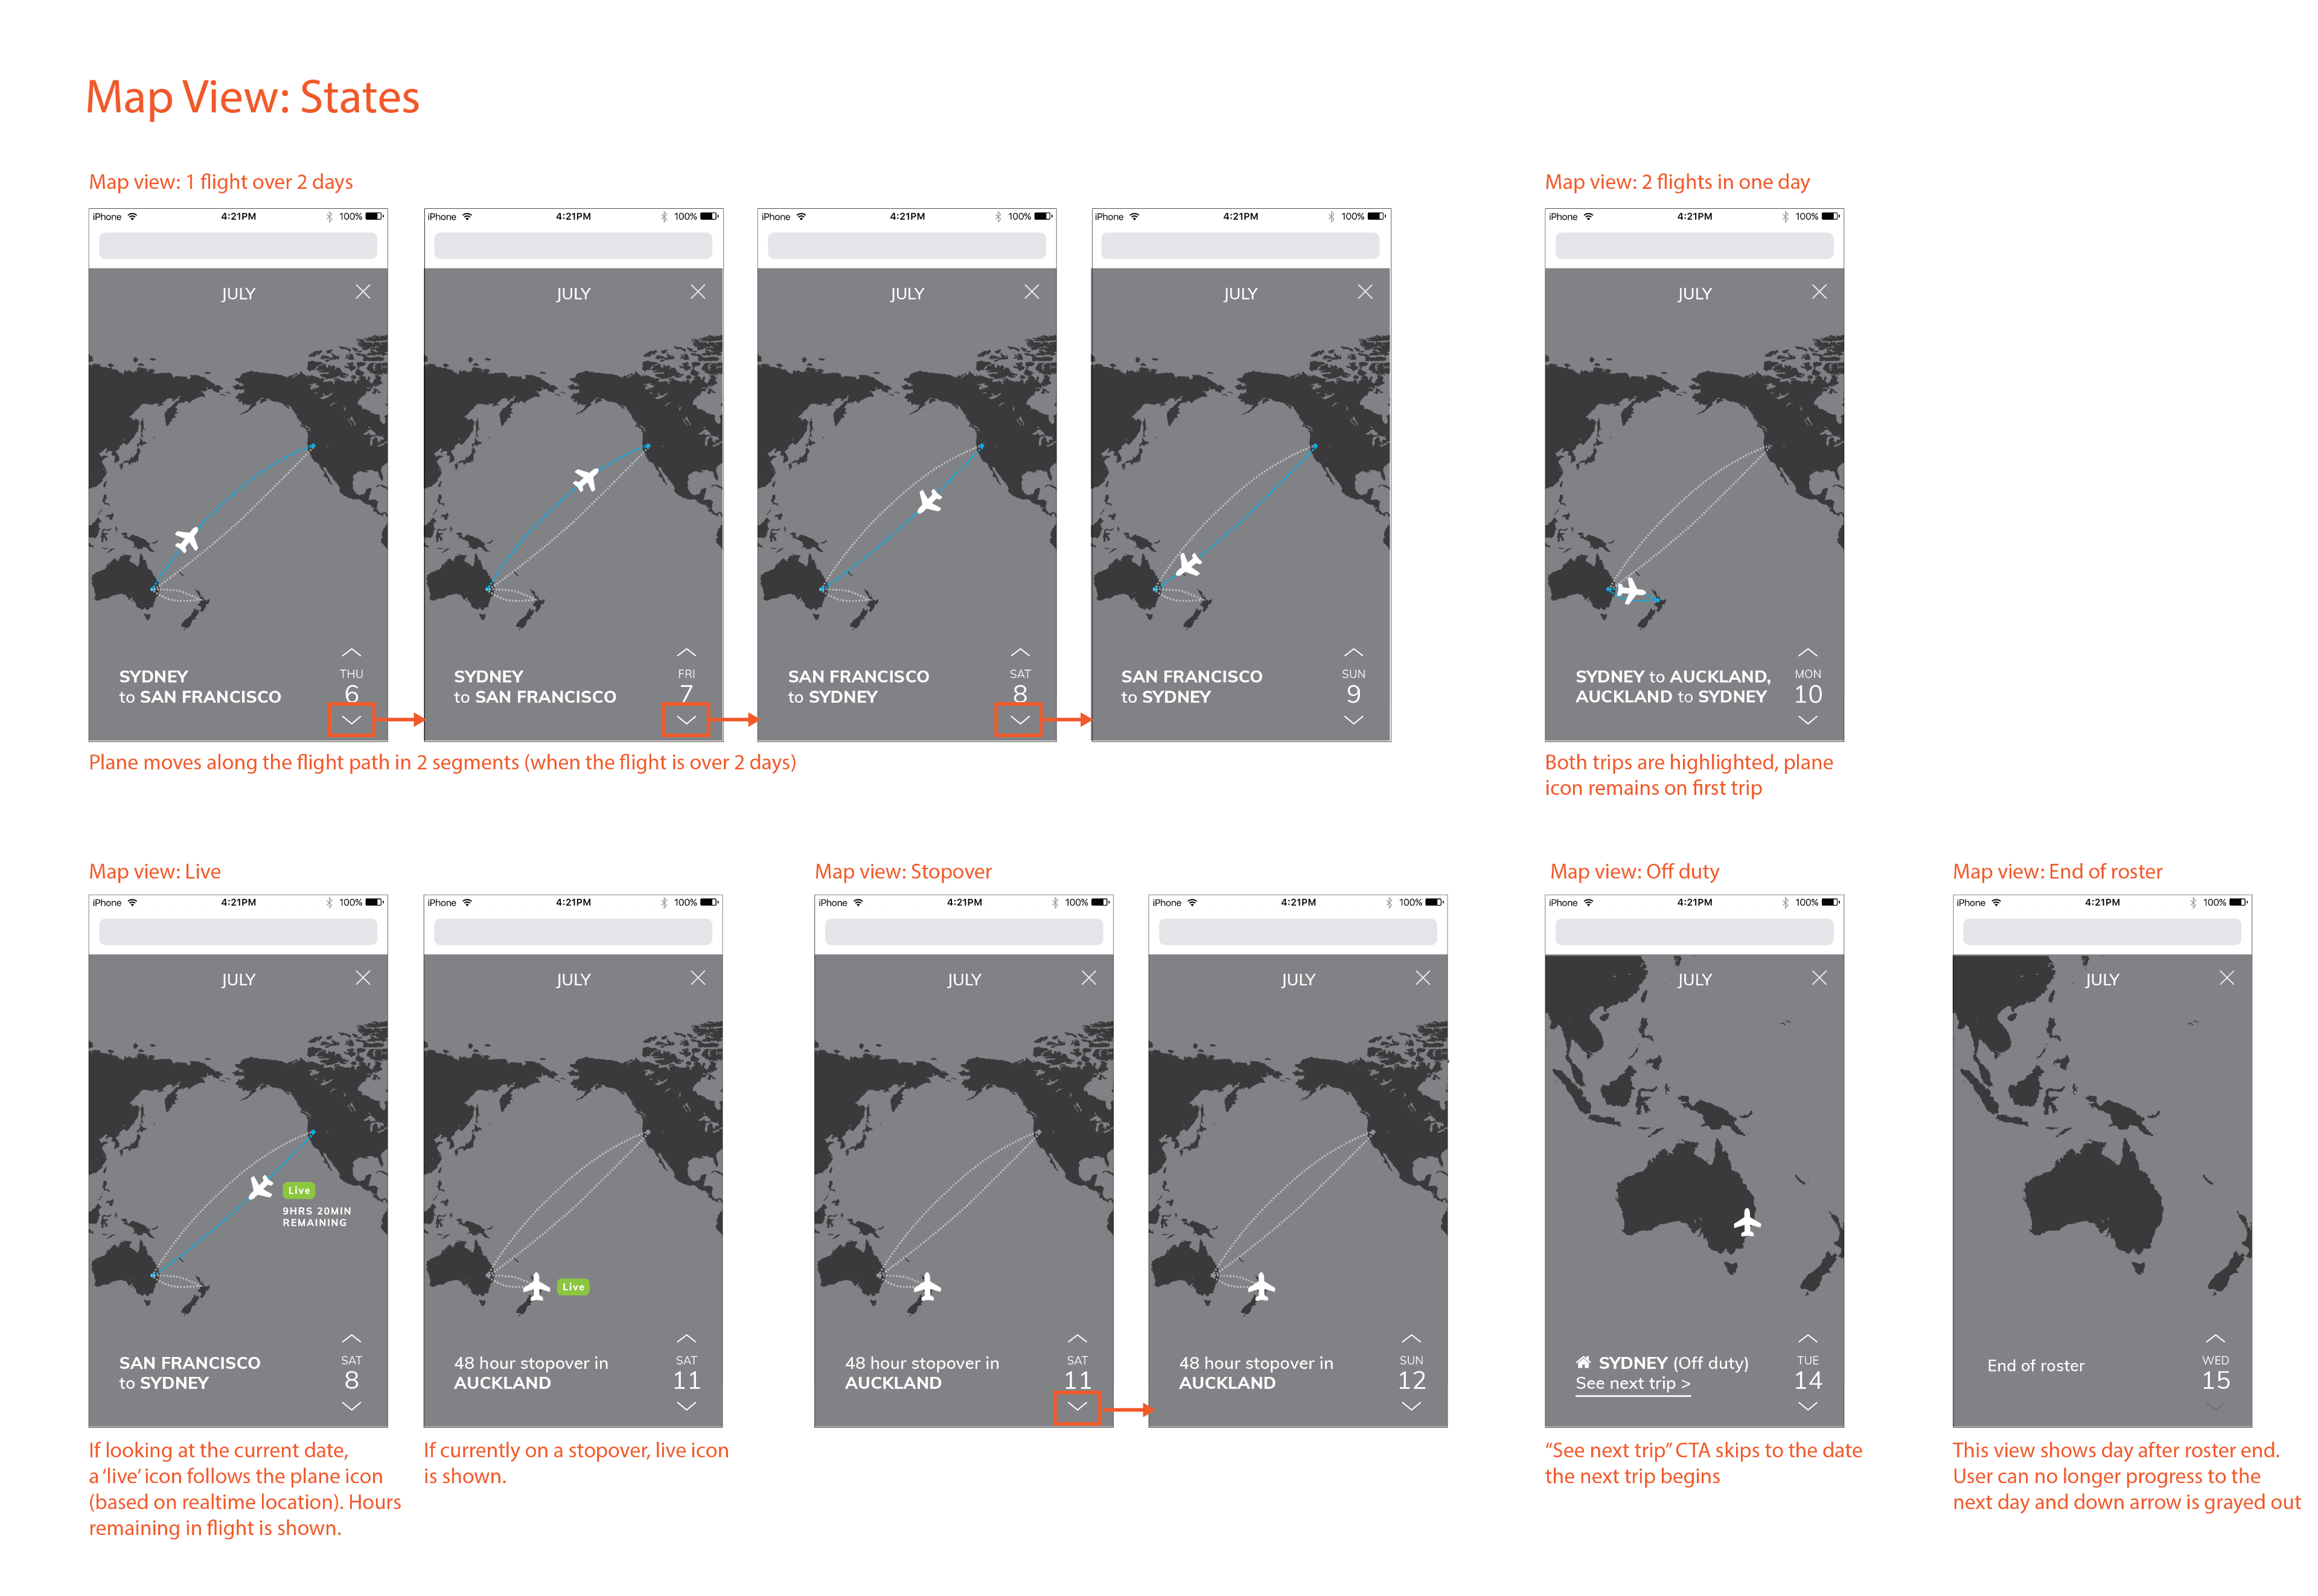 Map View: States
Map view: 1 flight over 2 days
iPhone 4:21PM 100%
JULY
SYDNEY
to SAN FRANCISCO
THU
6
iPhone 4:21PM 100%
JULY
SYDNEY
to SAN FRANCISCO
FRI
7
iPhone 4:21PM 100%
JULY
SAN FRANCISCO
to SYDNEY
SAT
8
iPhone 4:21PM 100%
JULY
SAN FRANCISCO
to SYDNEY
SUN
9
Plane moves along the flight path in 2 segments (when the flight is over 2 days)
Map view: 2 flights in one day
iPhone 4:21PM 100%
JULY
SYDNEY to AUCKLAND,
AUCKLAND to SYDNEY
MON
10
Both trips are highlighted, plane
icon remains on first trip
Map view: Live
iPhone 4:21PM 100%
JULY
Live
9HRS 20MIN
REMAINING
SAN FRANCISCO
to SYDNEY
SAT
8
If looking at the current date,
a ‘live’ icon follows the plane icon
(based on realtime location). Hours
remaining in flight is shown.
iPhone 4:21PM 100%
JULY
Live
48 hour stopover in
AUCKLAND
SAT
11
If currently on a stopover, live icon
is shown.
Map view: Stopover
iPhone 4:21PM 100%
JULY
48 hour stopover in
AUCKLAND
SAT
11
iPhone 4:21PM 100%
JULY
48 hour stopover in
AUCKLAND
SUN
12
Map view: Off duty
iPhone 4:21PM 100%
JULY
SYDNEY (Off duty)
See next trip >
TUE
14
“See next trip” CTA skips to the date
the next trip begins
Map view: End of roster
iPhone 4:21PM 100%
JULY
End of roster
WED
15
This view shows day after roster end.
User can no longer progress to the
next day and down arrow is grayed out